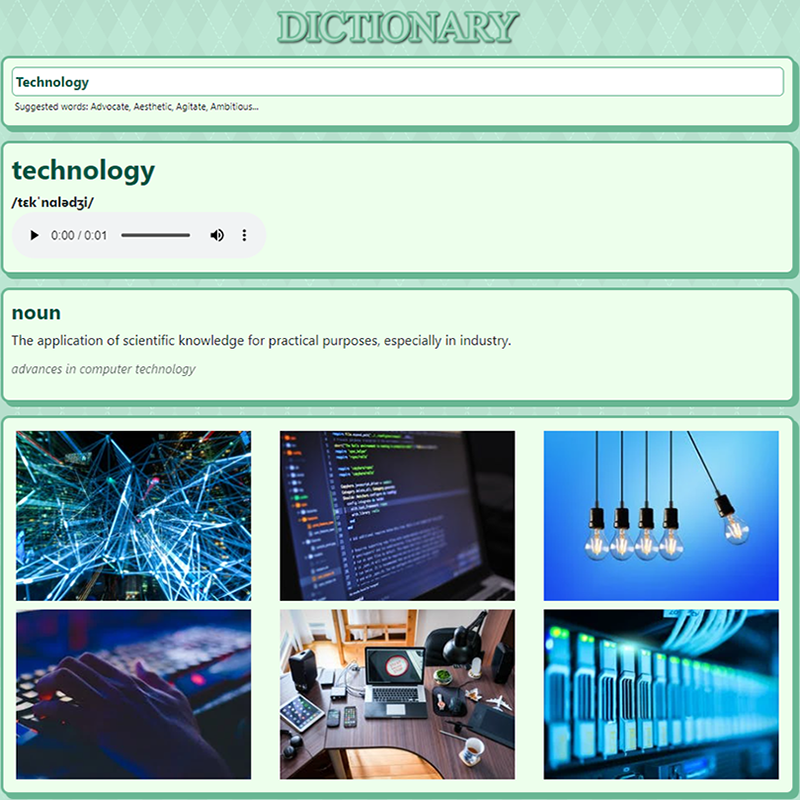 DICTIONARY
Technology
Suggested words: Advocate, Aesthetic, Agitate, Ambitious...
technology
/tɛkˈnɑlədʒi/
0:00 / 0:01
noun
The application of scientific knowledge for practical purposes, especially in industry.
advances in computer technology